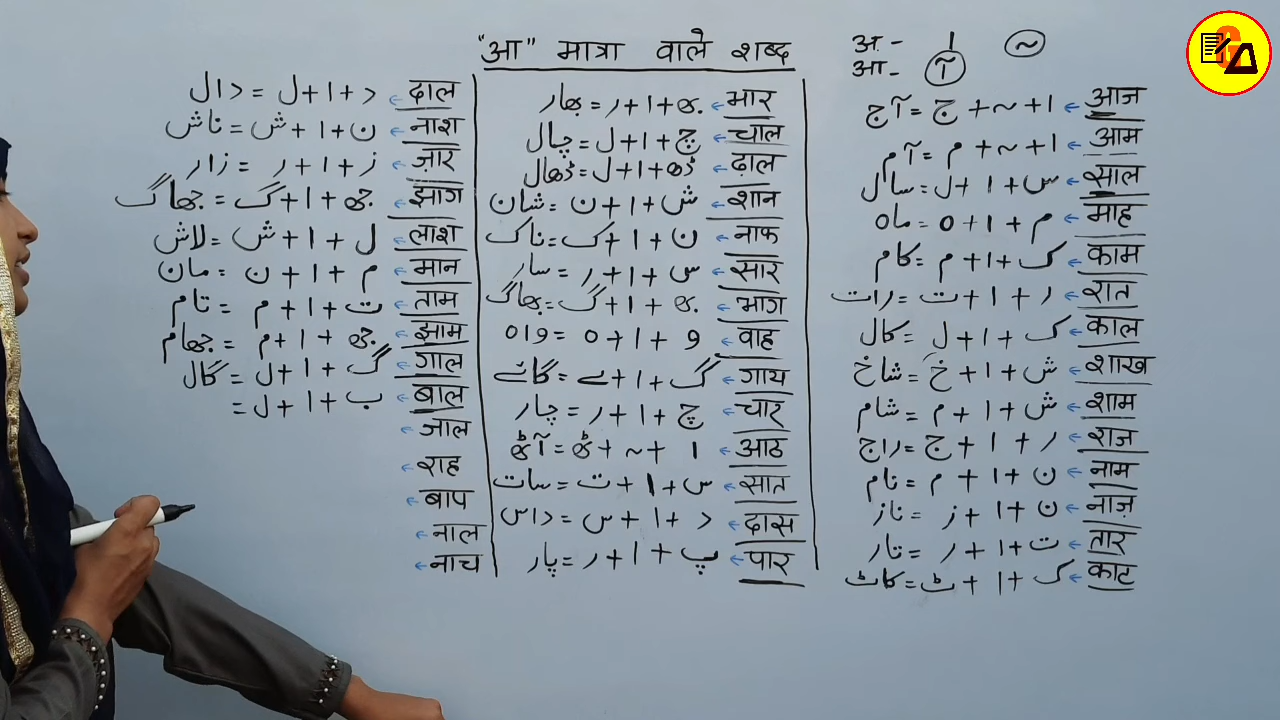 "आ" मात्रा वाले शब्द
अ - ا ~
आ - آ
आज ← ا + ~ + ج = آج
आम ← ا + ~ + م = آم
साल ← س + ا + ل = سال
माह ← م + ا + ہ = ماہ
काम ← ک + ا + م = کام
रात ← ر + ا + ت = رات
काल ← ک + ا + ل = کال
शाख ← ش + ا + خ = شاخ
शाम ← ش + ا + م = شام
राज ← ر + ا + ج = راج
नाम ← ن + ا + م = نام
नाज़ ← ن + ا + ز = ناز
तार ← ت + ا + ر = تار
काट ← ک + ا + ٹ = کاٹ
भार ← بھ + ا + ر = بھار
चाल ← چ + ا + ل = چال
ढ़ाल ← ڈھ + ا + ل = ڈھال
शान ← ش + ا + ن = شان
नाक ← ن + ا + ک = ناک
सार ← س + ا + ر = سار
भाग ← بھ + ا + گ = بھاگ
वाह ← و + ا + ہ = واہ
गाय ← گ + ا + ئے = گائے
चार ← چ + ا + ر = چار
आठ ← ا + ~ + ٹھ = آٹھ
सात ← س + ا + ت = سات
दास ← د + ا + س = داس
पार ← پ + ا + ر = پار
दाल ← د + ا + ل = دال
नाश ← ن + ا + ش = ناش
ज़ार ← ز + ا + ر = زار
झाग ← جھ + ا + گ = جھاگ
लाश ← ل + ا + ش = لاش
मान ← م + ا + ن = مان
ताम ← ت + ا + م = تام
झाम ← جھ + ا + م = جھام
गाल ← گ + ا + ل = گال
बाल ← ب + ا + ل =
जाल ←
राह ←
बाप ←
नाल ←
नाच ←